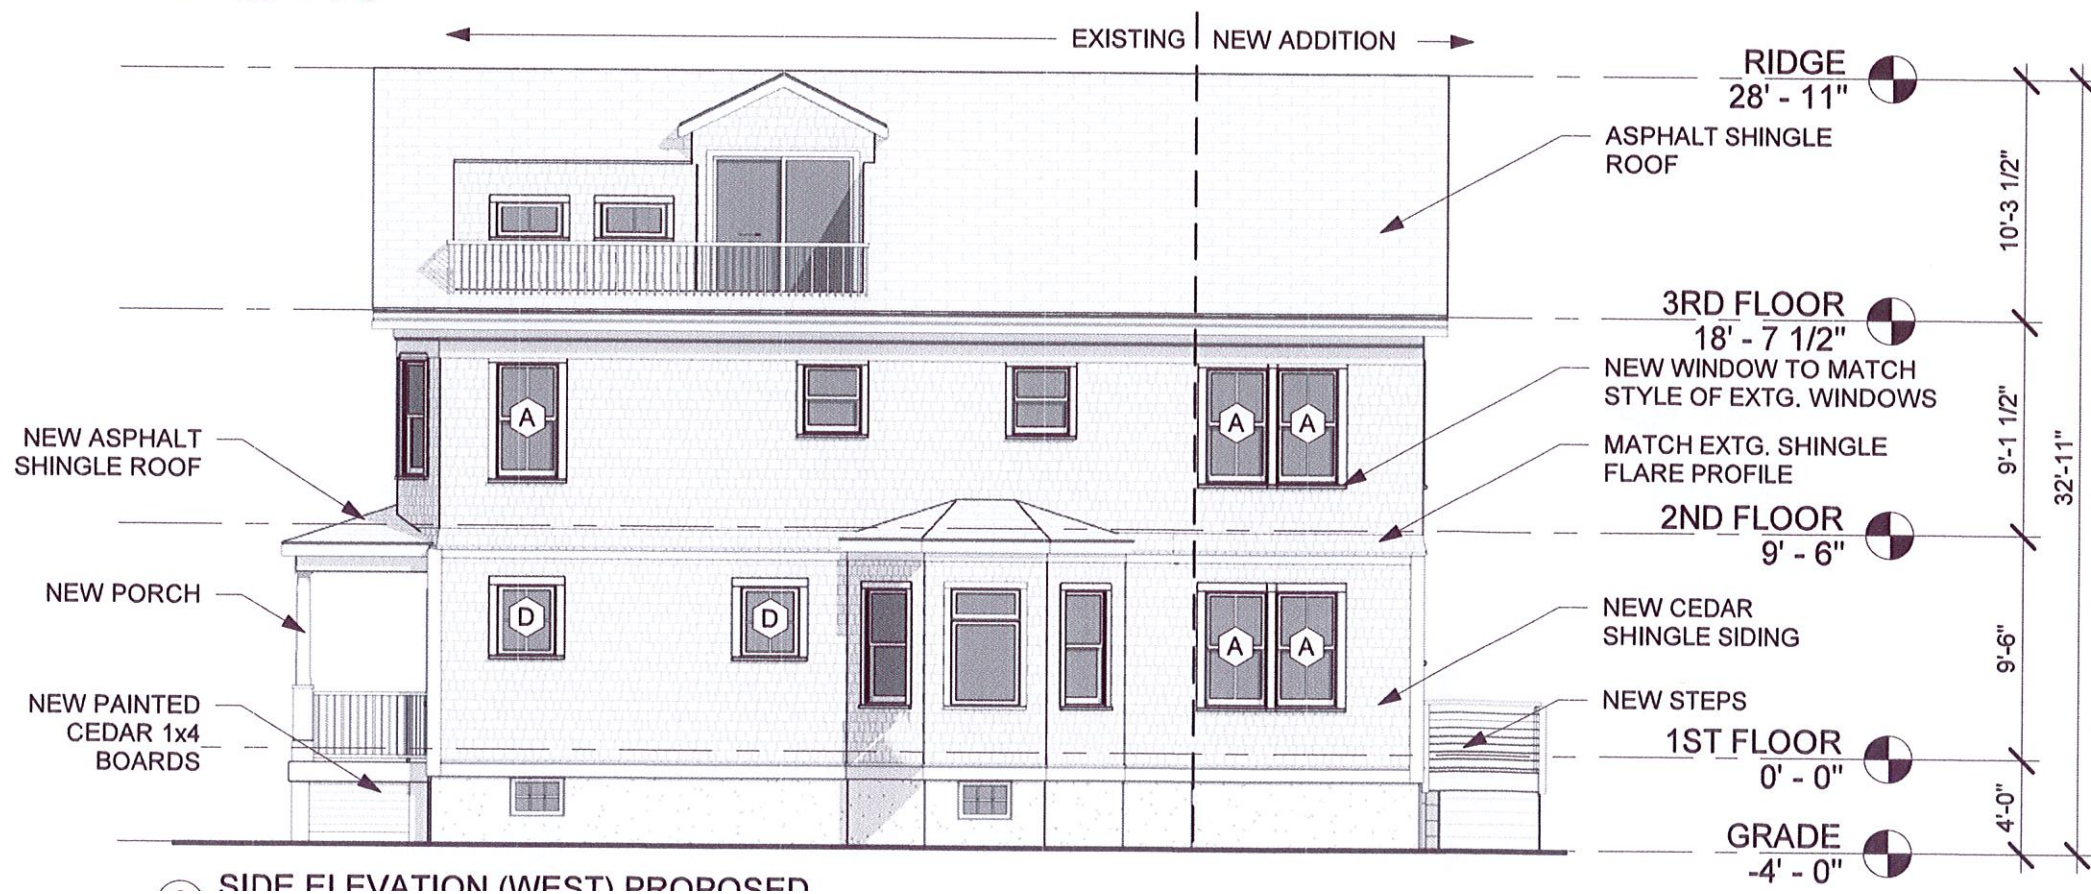 EXISTING NEW ADDITION
RIDGE
28' - 11"
ASPHALT SHINGLE
ROOF
10'-3 1/2"
3RD FLOOR
18' - 7 1/2"
NEW WINDOW TO MATCH
STYLE OF EXTG. WINDOWS
9'-1 1/2"
32'-11"
MATCH EXTG. SHINGLE
FLARE PROFILE
2ND FLOOR
9' - 6"
NEW CEDAR
SHINGLE SIDING
9'-6"
NEW STEPS
1ST FLOOR
0' - 0"
4'-0"
GRADE
-4' - 0"
NEW ASPHALT
SHINGLE ROOF
NEW PORCH
NEW PAINTED
CEDAR 1x4
BOARDS
A
A
A
D
D
A
A
SIDE ELEVATION (WEST) PROPOSED